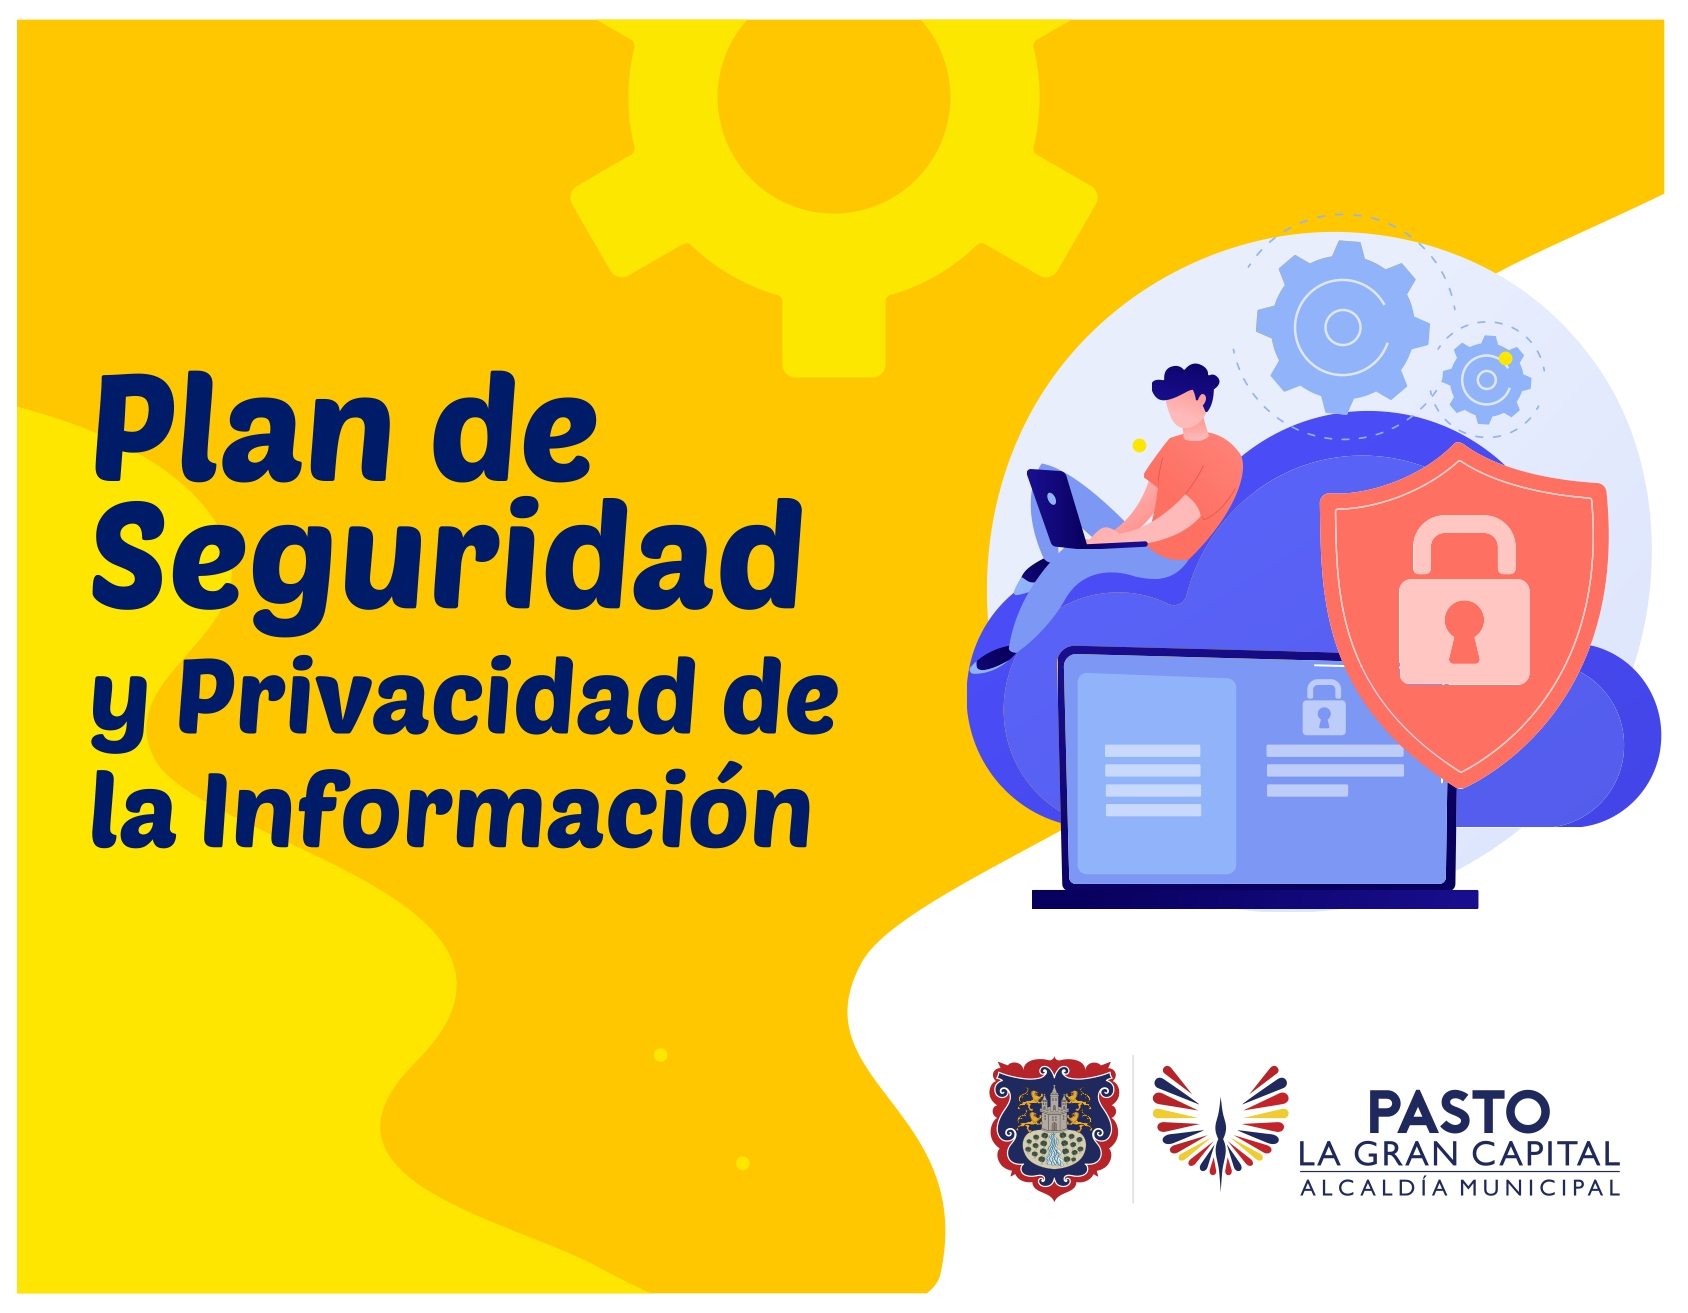 Plan de
Seguridad
y Privacidad de
la Información
PASTO
LA GRAN CAPITAL
ALCALDÍA MUNICIPAL